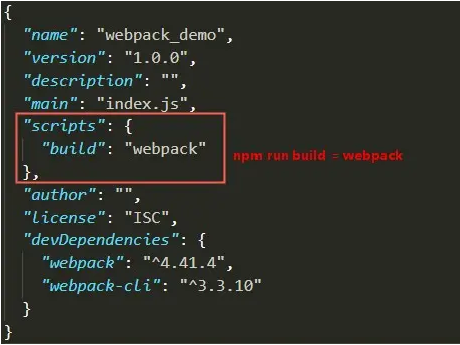 {
"name": "webpack_demo",
"version": "1.0.0",
"description": "",
"main": "index.js",
"scripts": {
"build": "webpack" npm run build = webpack
},
"author": "",
"license": "ISC",
"devDependencies": {
"webpack": "^4.41.4",
"webpack-cli": "^3.3.10"
}
}